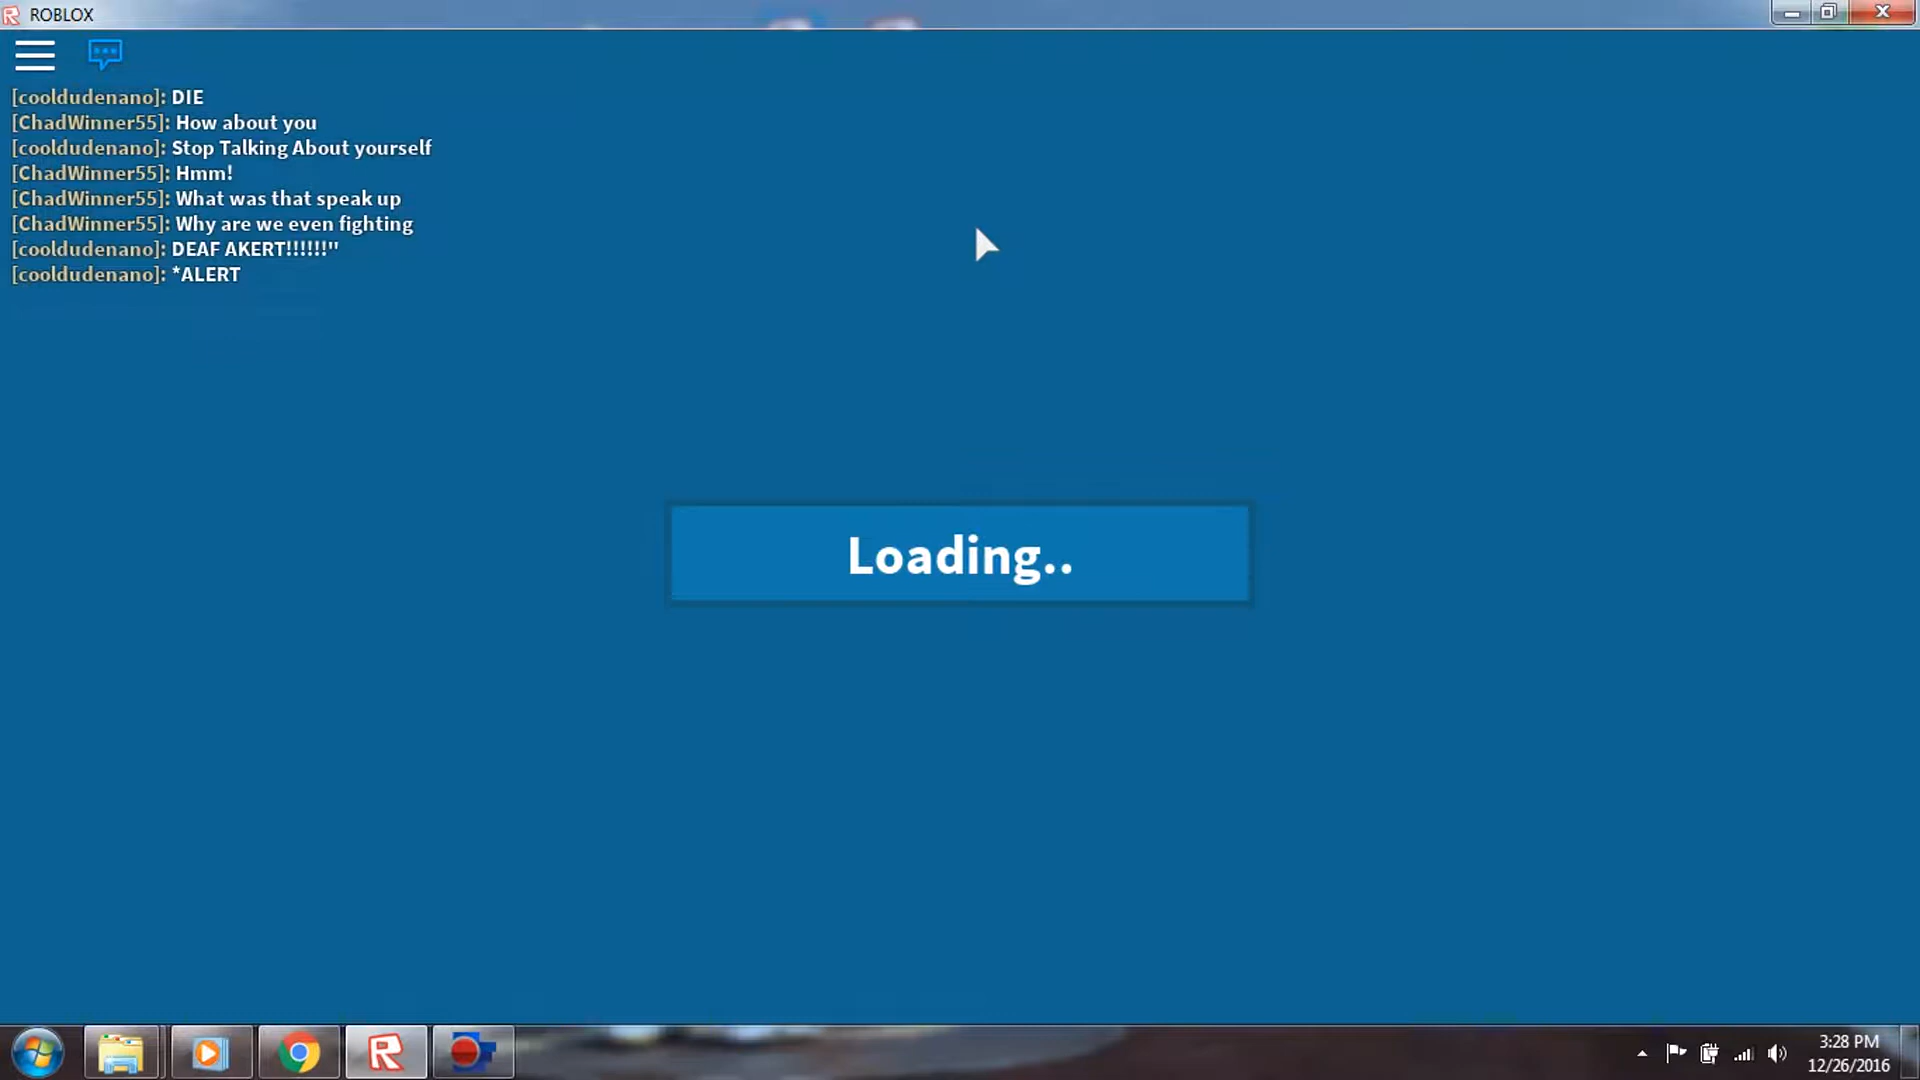 ROBLOX
[cooldudenano]: DIE
[ChadWinner55]: How about you
[cooldudenano]: Stop Talking About yourself
[ChadWinner55]: Hmm!
[ChadWinner55]: What was that speak up
[ChadWinner55]: Why are we even fighting
[cooldudenano]: DEAF AKERT!!!!!!"
[cooldudenano]: *ALERT
Loading..
3:28 PM
12/26/2016